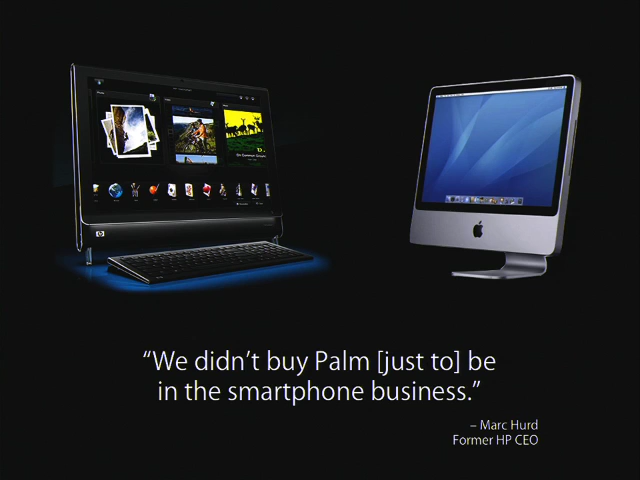 “We didn’t buy Palm [just to] be
in the smartphone business.”
– Marc Hurd
Former HP CEO